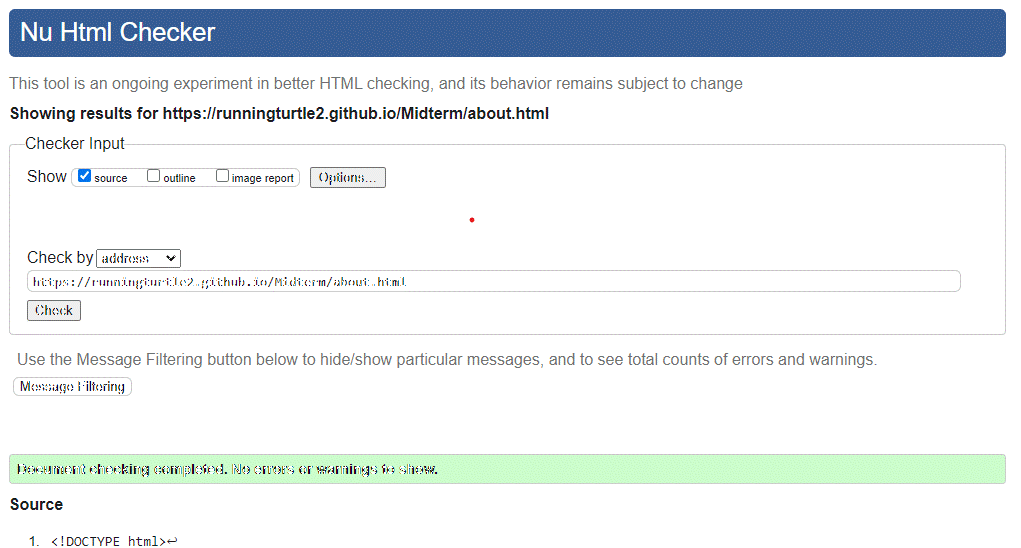 Nu Html Checker
This tool is an ongoing experiment in better HTML checking, and its behavior remains subject to change
Showing results for https://runningturtle2.github.io/Midterm/about.html
Checker Input
Show source outline image report Options...
Check by address
https://runningturtle2.github.io/Midterm/about.html
Check
Use the Message Filtering button below to hide/show particular messages, and to see total counts of errors and warnings.
Message Filtering
Document checking completed. No errors or warnings to show.
Source
1. <!DOCTYPE html>↩